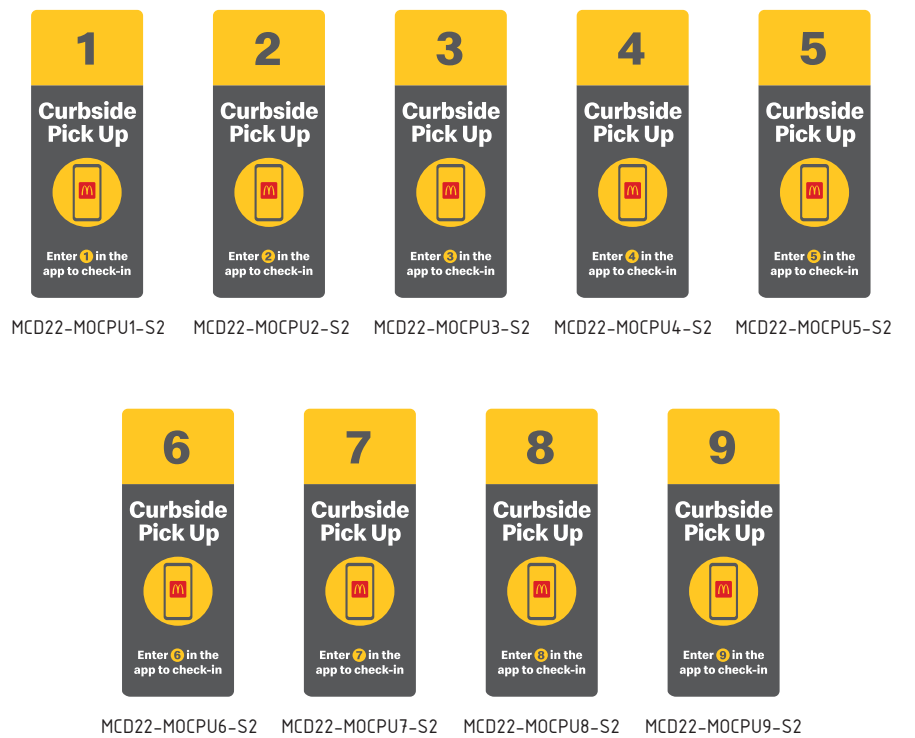 1
Curbside
Pick Up
Enter 1 in the
app to check-in
MCD22-MOCPU1-S2
2
Curbside
Pick Up
Enter 2 in the
app to check-in
MCD22-MOCPU2-S2
3
Curbside
Pick Up
Enter 3 in the
app to check-in
MCD22-MOCPU3-S2
4
Curbside
Pick Up
Enter 4 in the
app to check-in
MCD22-MOCPU4-S2
5
Curbside
Pick Up
Enter 5 in the
app to check-in
MCD22-MOCPU5-S2
6
Curbside
Pick Up
Enter 6 in the
app to check-in
MCD22-MOCPU6-S2
7
Curbside
Pick Up
Enter 7 in the
app to check-in
MCD22-MOCPU7-S2
8
Curbside
Pick Up
Enter 8 in the
app to check-in
MCD22-MOCPU8-S2
9
Curbside
Pick Up
Enter 9 in the
app to check-in
MCD22-MOCPU9-S2